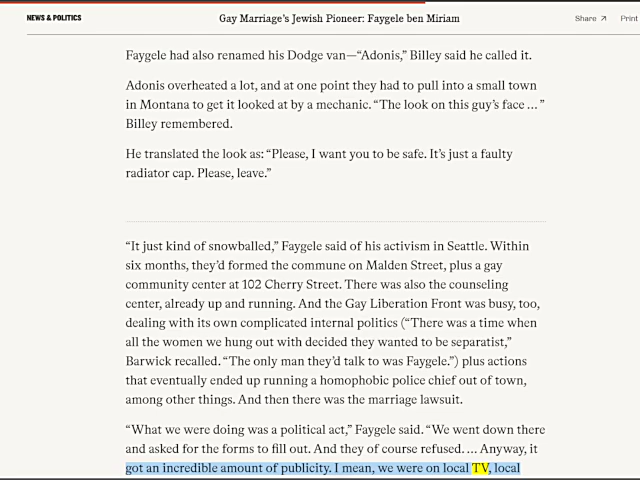 NEWS & POLITICS
Gay Marriage's Jewish Pioneer: Faygele ben Miriam
Share ↗ Print
Faygele had also renamed his Dodge van—“Adonis,” Billey said he called it.
Adonis overheated a lot, and at one point they had to pull into a small town
in Montana to get it looked at by a mechanic. “The look on this guy’s face … ”
Billey remembered.
He translated the look as: “Please, I want you to be safe. It’s just a faulty
radiator cap. Please, leave.”
“It just kind of snowballed,” Faygele said of his activism in Seattle. Within
six months, they’d formed the commune on Malden Street, plus a gay
community center at 102 Cherry Street. There was also the counseling
center, already up and running. And the Gay Liberation Front was busy, too,
dealing with its own complicated internal politics (“There was a time when
all the women we hung out with decided they wanted to be separatist,”
Barwick recalled. “The only man they’d talk to was Faygele.”) plus actions
that eventually ended up running a homophobic police chief out of town,
among other things. And then there was the marriage lawsuit.
“What we were doing was a political act,” Faygele said. “We went down there
and asked for the forms to fill out. And they of course refused. … Anyway, it
got an incredible amount of publicity. I mean, we were on local TV, local